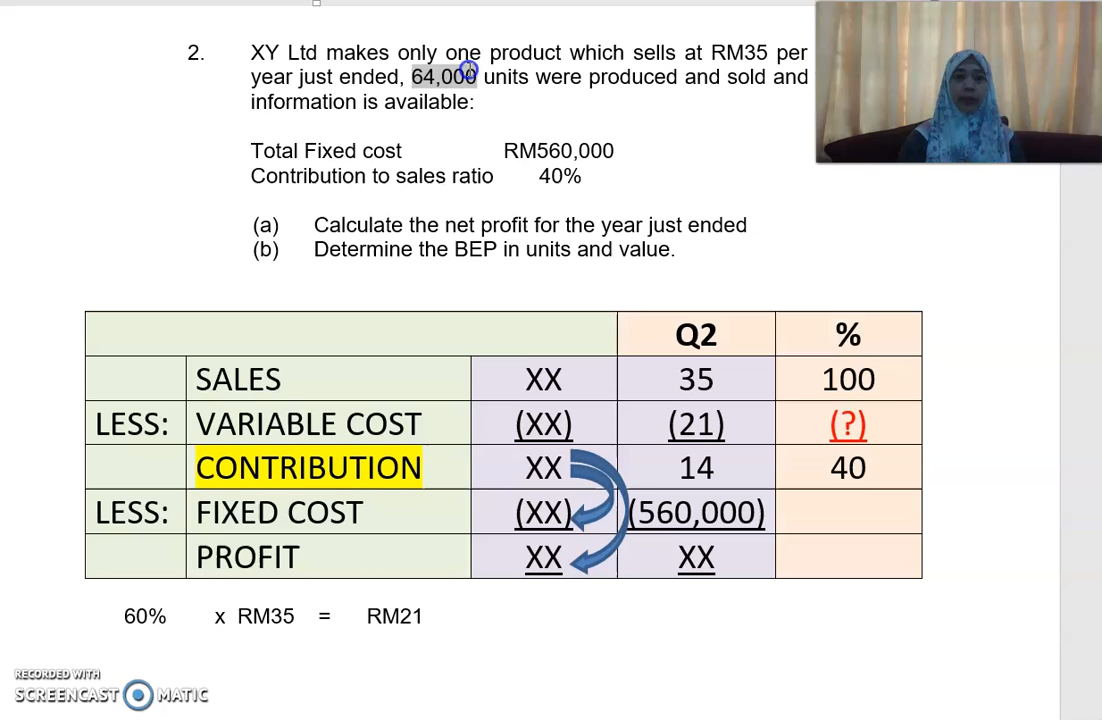 2. XY Ltd makes only one product which sells at RM35 per
year just ended, 64,000 units were produced and sold and
information is available:
Total Fixed cost RM560,000
Contribution to sales ratio 40%
(a) Calculate the net profit for the year just ended
(b) Determine the BEP in units and value.
Q2 %
SALES XX 35 100
LESS: VARIABLE COST (XX) (21) (?)
CONTRIBUTION XX 14 40
LESS: FIXED COST (XX) (560,000)
PROFIT XX XX
60% x RM35 = RM21
RECORDED WITH
SCREENCAST MATIC